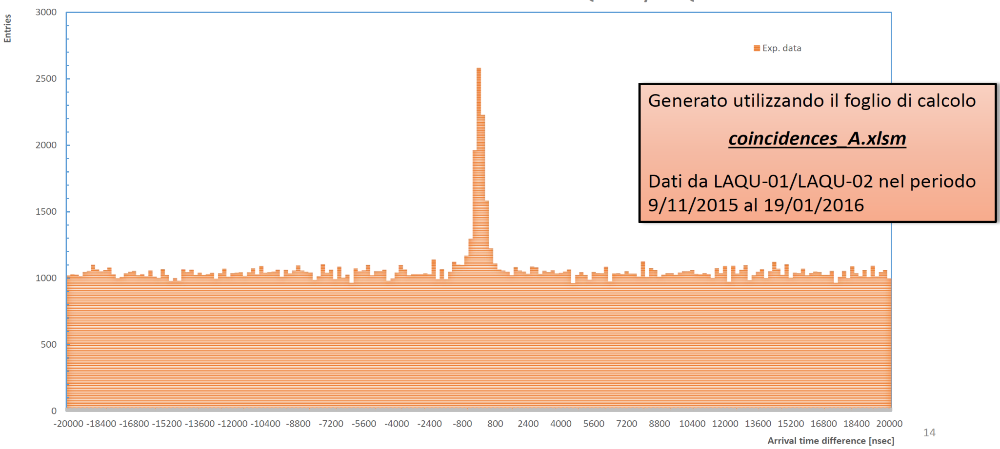 Entries
3000
2500
2000
1500
1000
500
0
Exp. data
Generato utilizzando il foglio di calcolo
coincidences_A.xlsm
Dati da LAQU-01/LAQU-02 nel periodo
9/11/2015 al 19/01/2016
-20000 -18400 -16800 -15200 -13600 -12000 -10400 -8800 -7200 -5600 -4000 -2400 -800 800 2400 4000 5600 7200 8800 10400 12000 13600 15200 16800 18400 20000
Arrival time difference [nsec]
14